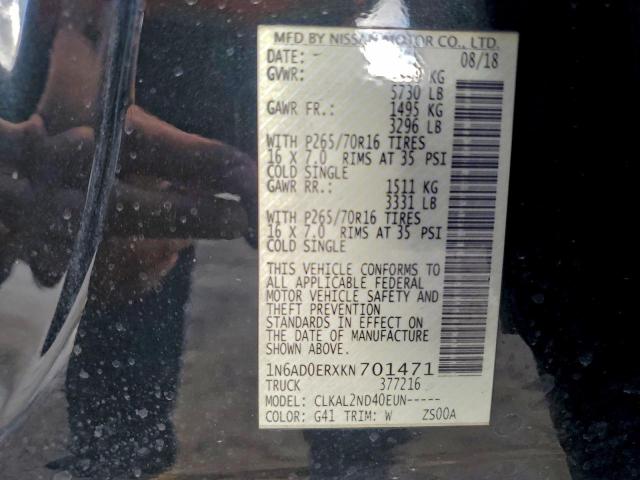 MFD BY NISSAN MOTOR CO., LTD.
DATE: 08/18
GVWR: KG
5730 LB
GAWR FR.: 1495 KG
3296 LB
WITH P265/70R16 TIRES
16 X 7.0 RIMS AT 35 PSI
COLD SINGLE
GAWR RR.: 1511 KG
3331 LB
WITH P265/70R16 TIRES
16 X 7.0 RIMS AT 35 PSI
COLD SINGLE
THIS VEHICLE CONFORMS TO
ALL APPLICABLE FEDERAL
MOTOR VEHICLE SAFETY AND
THEFT PREVENTION
STANDARDS IN EFFECT ON
THE DATE OF MANUFACTURE
SHOWN ABOVE.
1N6AD0ERXKN701471
TRUCK 377216
MODEL: CLKAL2ND40EUN-----
COLOR: G41 TRIM: W ZS00A